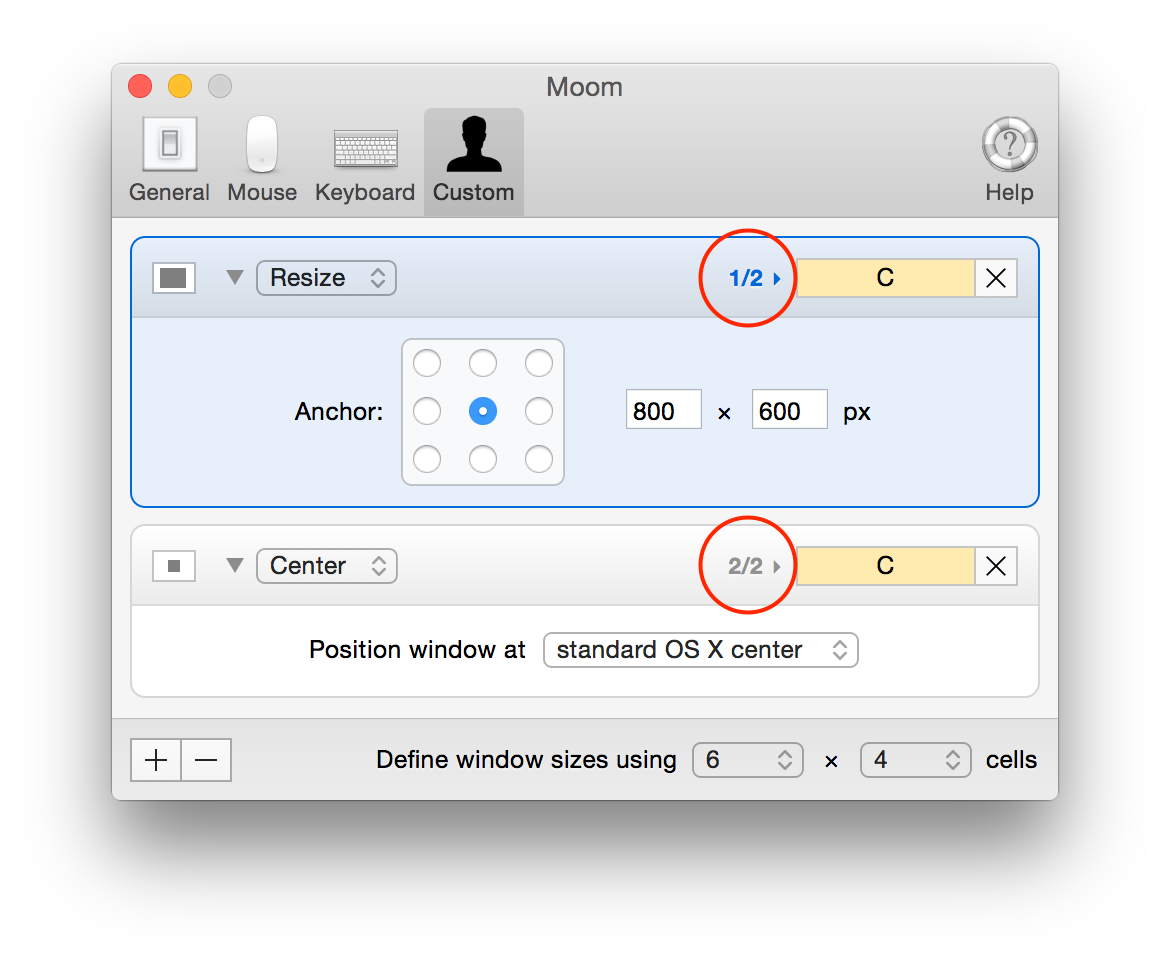 Moom
General Mouse Keyboard Custom ? Help
Resize 1/2 C
Anchor: 800 × 600 px
Center 2/2 C
Position window at standard OS X center
Define window sizes using 6 × 4 cells